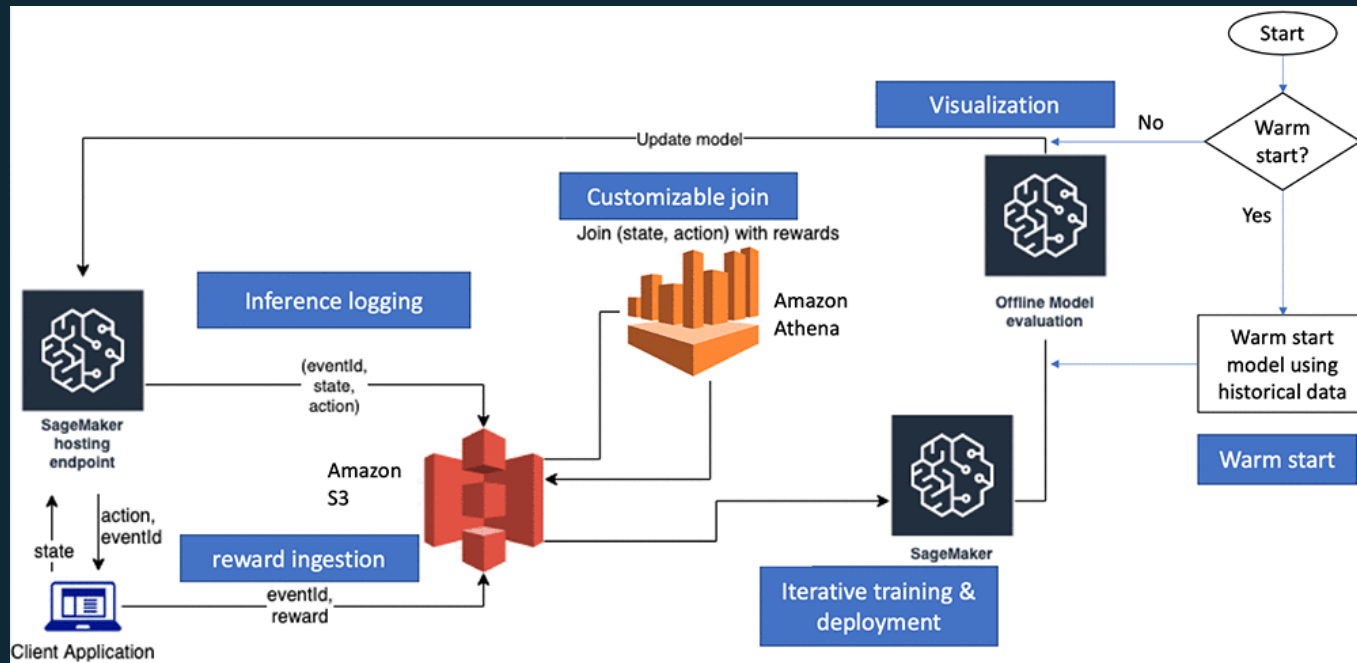 Start
Visualization
No
Warm
start?
Update model
Customizable join
Join (state, action) with rewards
Yes
Inference logging
Amazon
Athena
Offline Model
evaluation
Warm start
model using
historical data
(eventId,
state,
action)
SageMaker
hosting
endpoint
Amazon
S3
Warm start
action,
eventId
state
reward ingestion
SageMaker
eventId,
reward
Iterative training &
deployment
Client Application